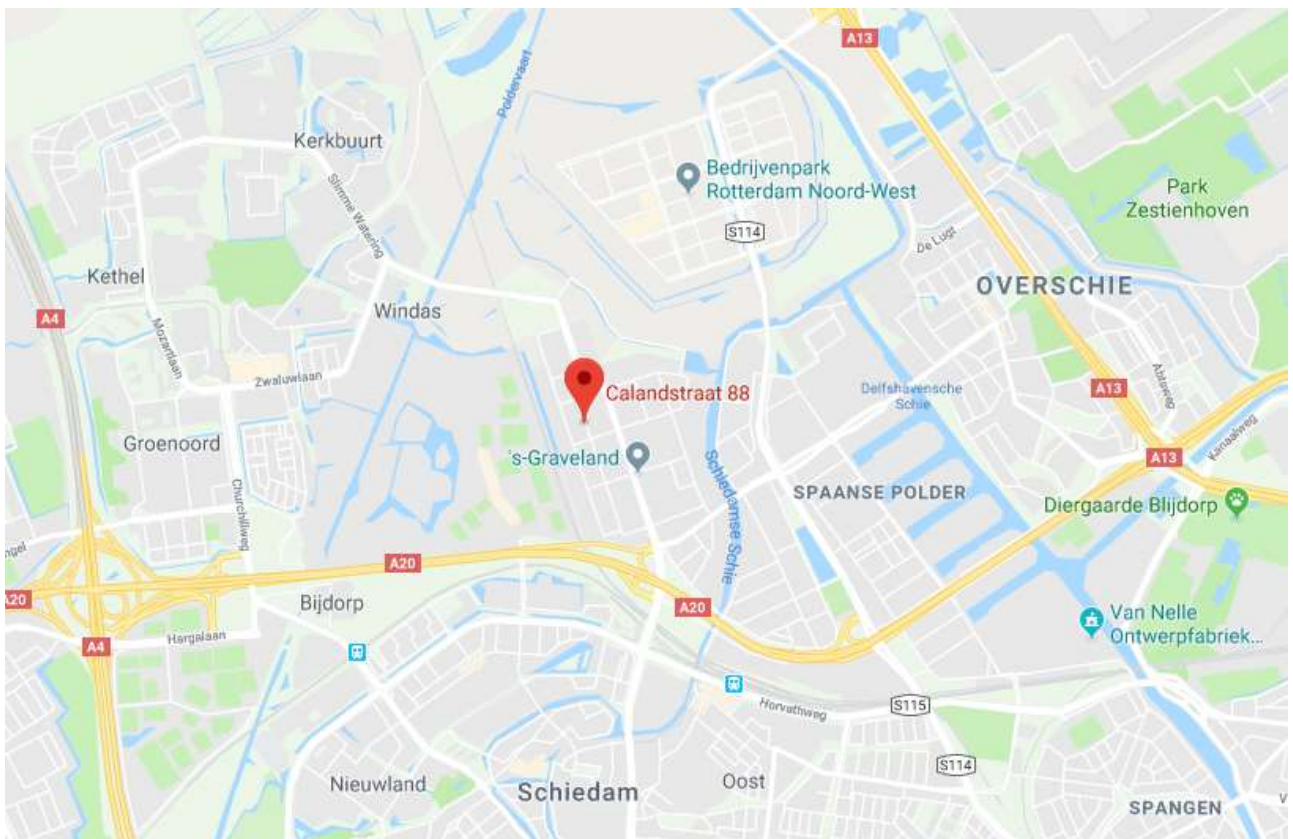 A13
Poldervaart
Kerkbuurt
Bedrijvenpark
Rotterdam Noord-West
Park
Zestienhoven
Slimme Watering
S114
De Lugt
Kethel
OVERSCHIE
Windas
A4
Mozartlaan
Zwaluwlaan
Calandstraat 88
Delfshavensche
Schie
A13
Abtsweg
Groenoord
's-Graveland
Schiedamse Schie
SPAANSE POLDER
A13
Kanaalweg
Churchillweg
Diergaarde Blijdorp
A20
A20
Bijdorp
A20
Van Nelle
Ontwerpfabriek...
A4
Hargalaan
Horvathweg
S115
Nieuwland
Schiedam
Oost
S114
SPANGEN